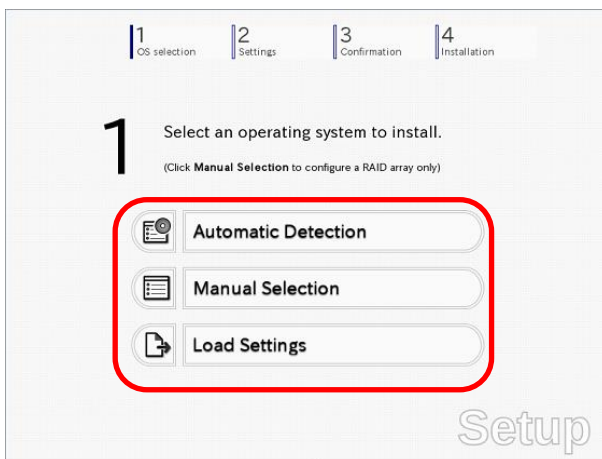 1 2 3 4
OS selection Settings Confirmation Installation
1 Select an operating system to install.
(Click Manual Selection to configure a RAID array only)
Automatic Detection
Manual Selection
Load Settings
Setup